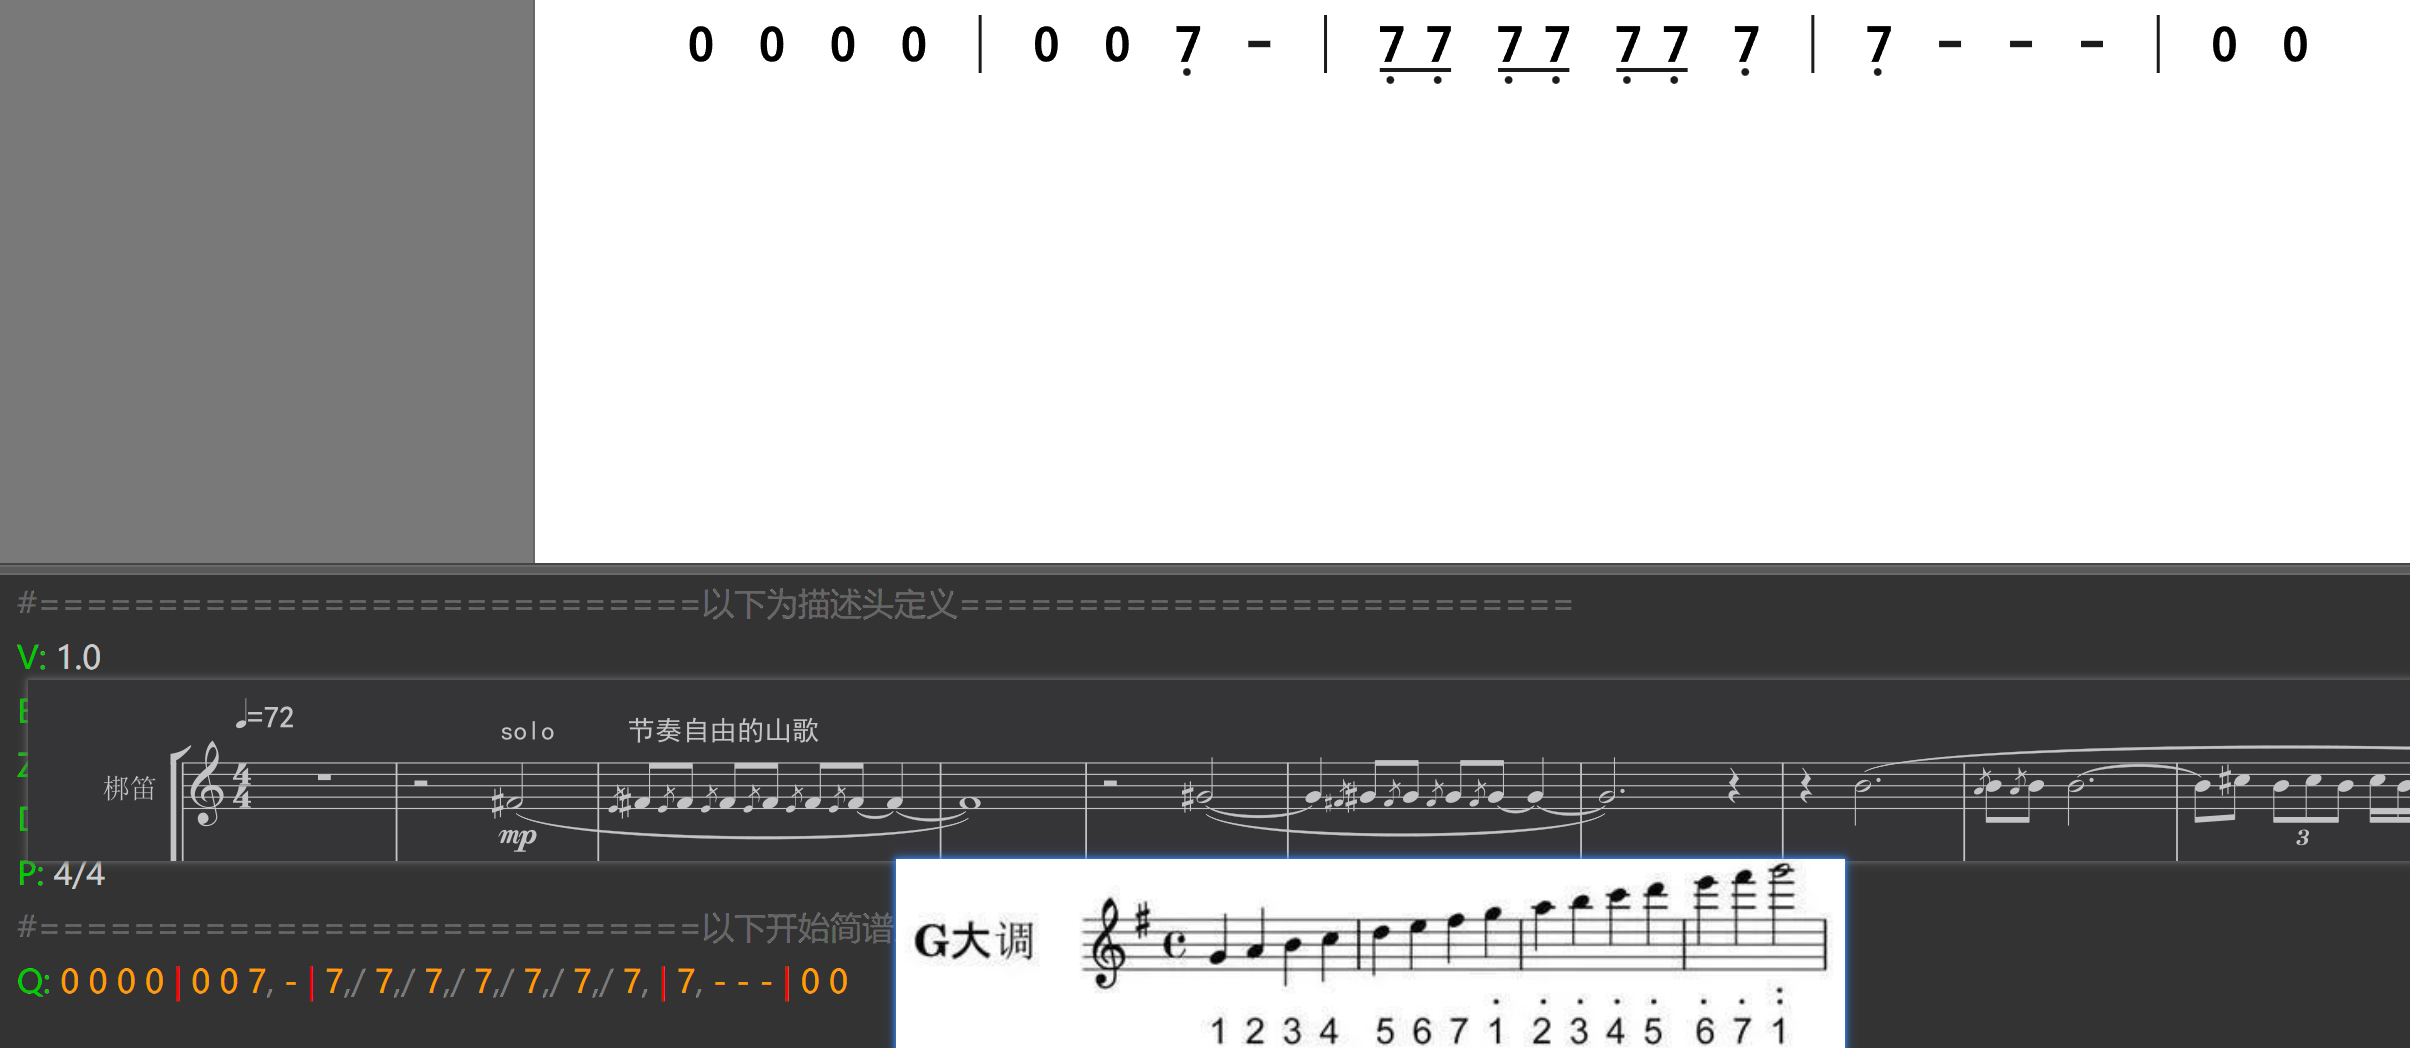 0 0 0 0 | 0 0 7 - | 7 7 7 7 7 7 7 | 7 - - - | 0 0
#============================以下为描述头定义==========================
V: 1.0
♩=72
solo 节奏自由的山歌
梆笛
4/4
mp
3
P: 4/4
#============================以下开始简谱
Q: 0 0 0 0 | 0 0 7, - | 7,/ 7,/ 7,/ 7,/ 7,/ 7,/ 7, | 7, - - - | 0 0
G大调
1 2 3 4 5 6 7 1 2 3 4 5 6 7 1